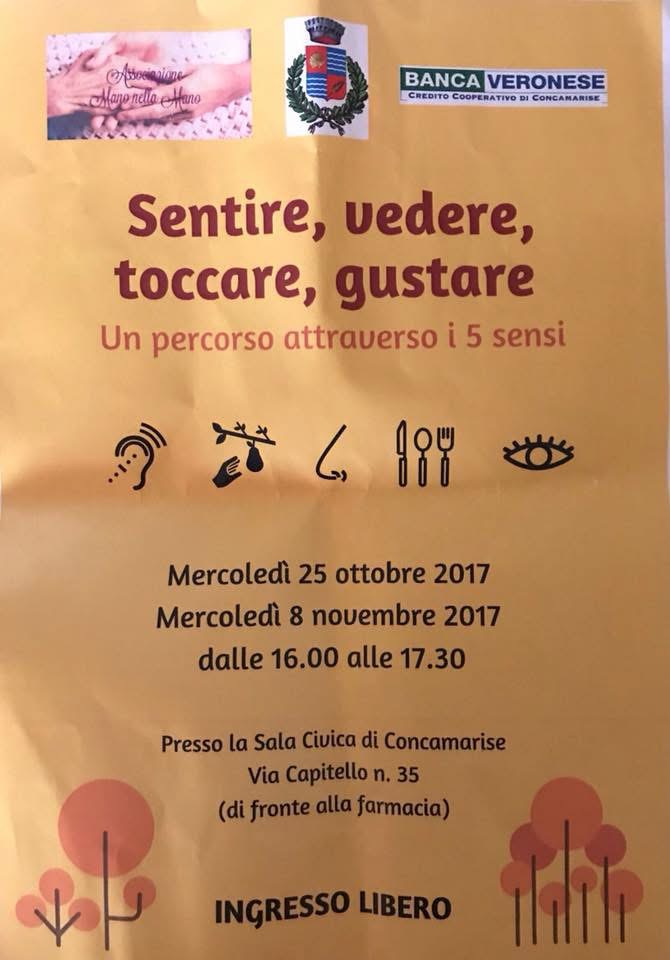 Associazione
Mano nella Mano
BANCA VERONESE
CREDITO COOPERATIVO DI CONCAMARISE
Sentire, vedere,
toccare, gustare
Un percorso attraverso i 5 sensi
Mercoledì 25 ottobre 2017
Mercoledì 8 novembre 2017
dalle 16.00 alle 17.30
Presso la Sala Civica di Concamarise
Via Capitello n. 35
(di fronte alla farmacia)
INGRESSO LIBERO